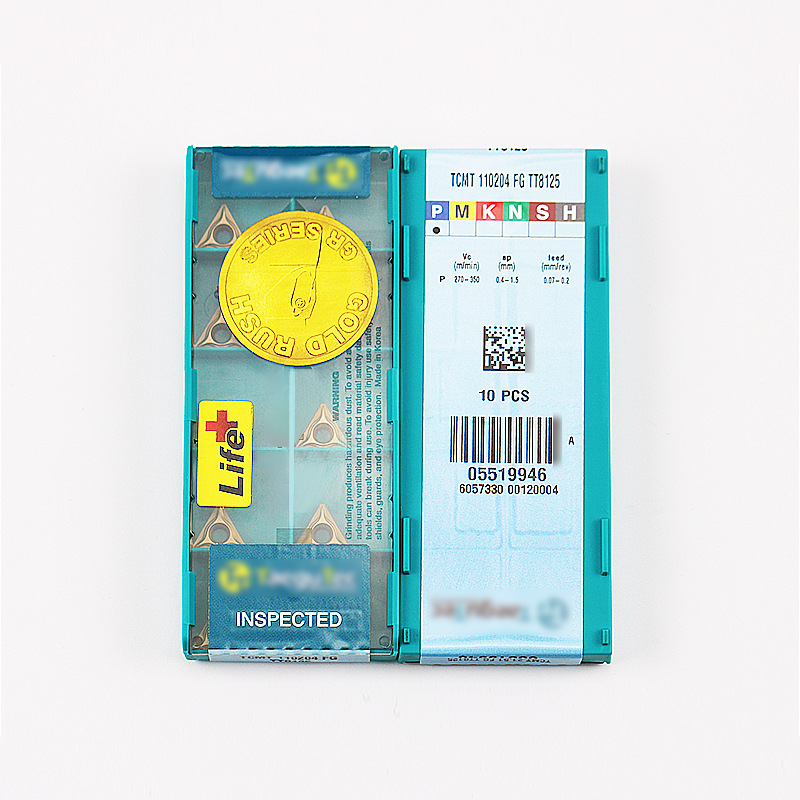 GR SERIES
GOLD RUSH
WARNING
Grinding produces hazardous dust. To avoid
adequate ventilation and read material safety
tools can break during use. To avoid injury use safety
shields, guards, and eye protection. Made in Korea
Life+
TaeguTec
INSPECTED
TCMT 110204 FG
TCMT 110204 FG TT8125
P M K N S H
Vc ap feed
(m/min) (mm) (mm/rev)
P 270-350 0.4-1.5 0.07-0.2
10 PCS
A
05519946
6057330 00120004